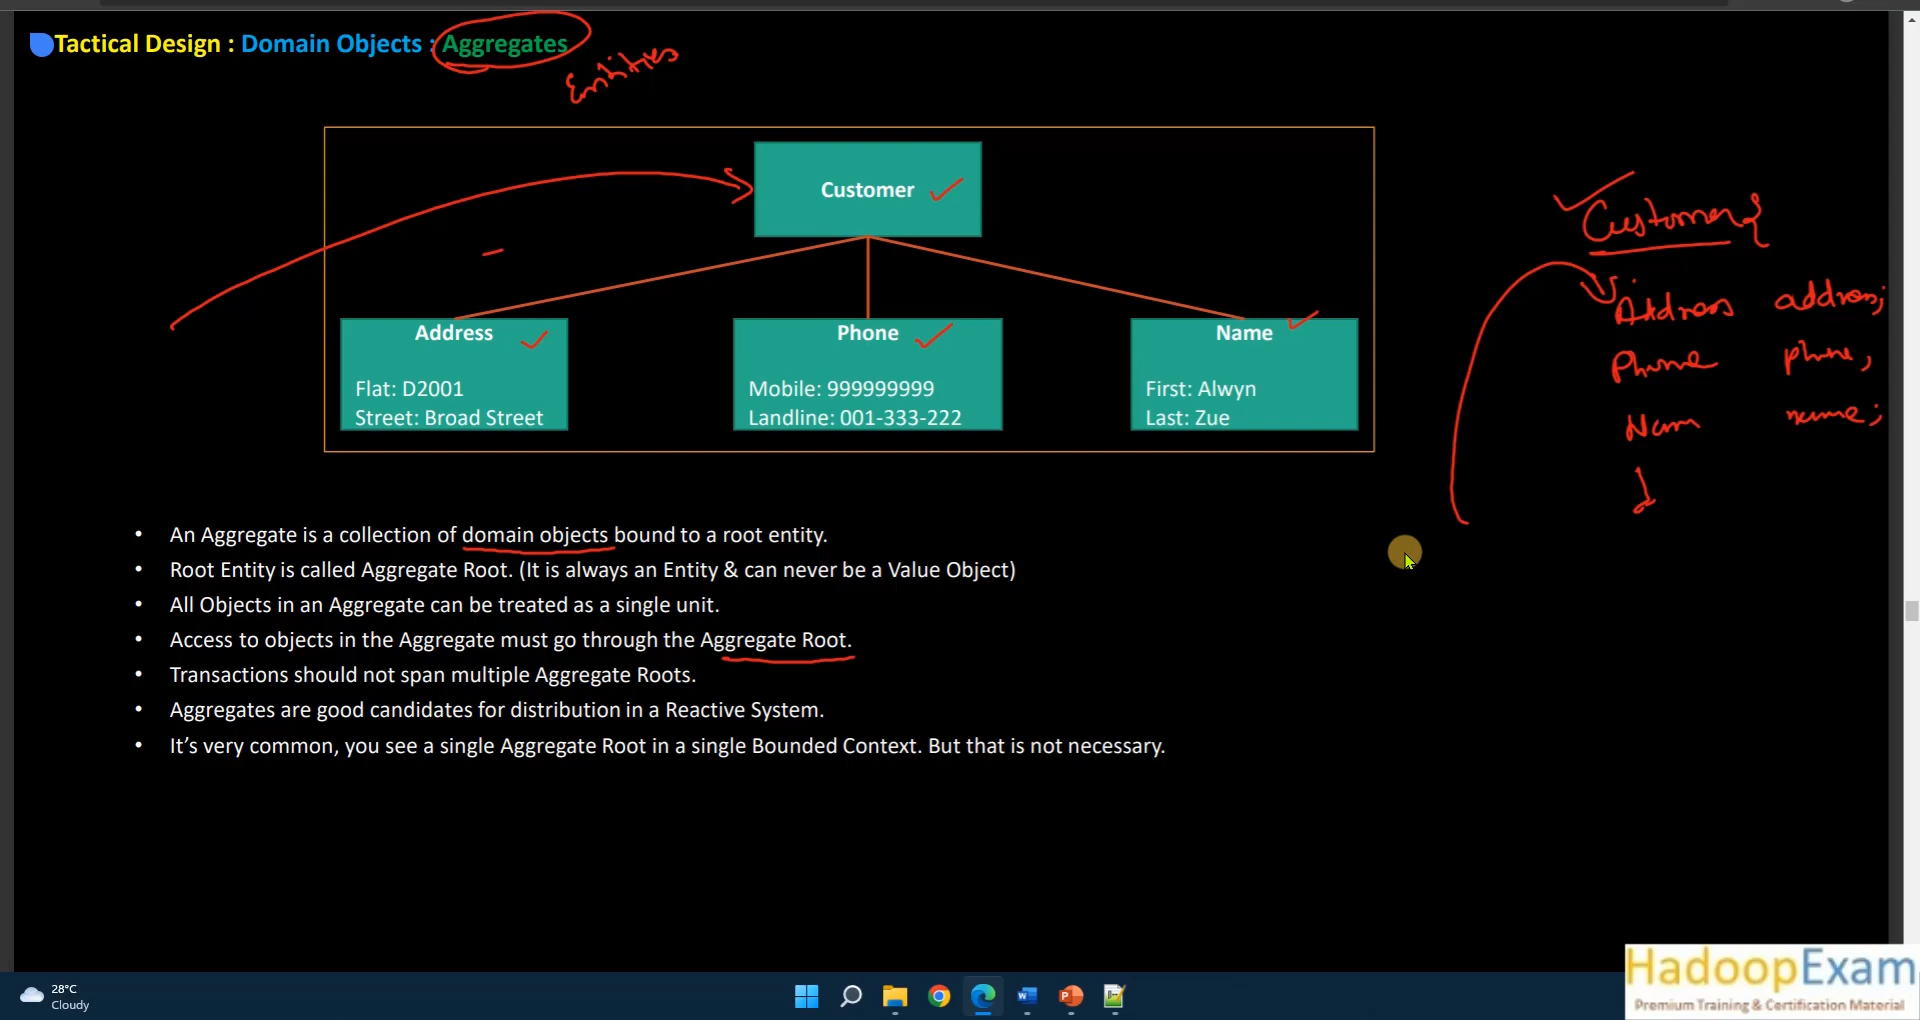 Tactical Design : Domain Objects : Aggregates
Entities
Customer
Customer{
Address address;
Phone phone;
Nam name;
}
Address
Flat: D2001
Street: Broad Street
Phone
Mobile: 999999999
Landline: 001-333-222
Name
First: Alwyn
Last: Zue
• An Aggregate is a collection of domain objects bound to a root entity.
• Root Entity is called Aggregate Root. (It is always an Entity & can never be a Value Object)
• All Objects in an Aggregate can be treated as a single unit.
• Access to objects in the Aggregate must go through the Aggregate Root.
• Transactions should not span multiple Aggregate Roots.
• Aggregates are good candidates for distribution in a Reactive System.
• It’s very common, you see a single Aggregate Root in a single Bounded Context. But that is not necessary.
HadoopExam
Premium Training & Certification Material
28°C
Cloudy